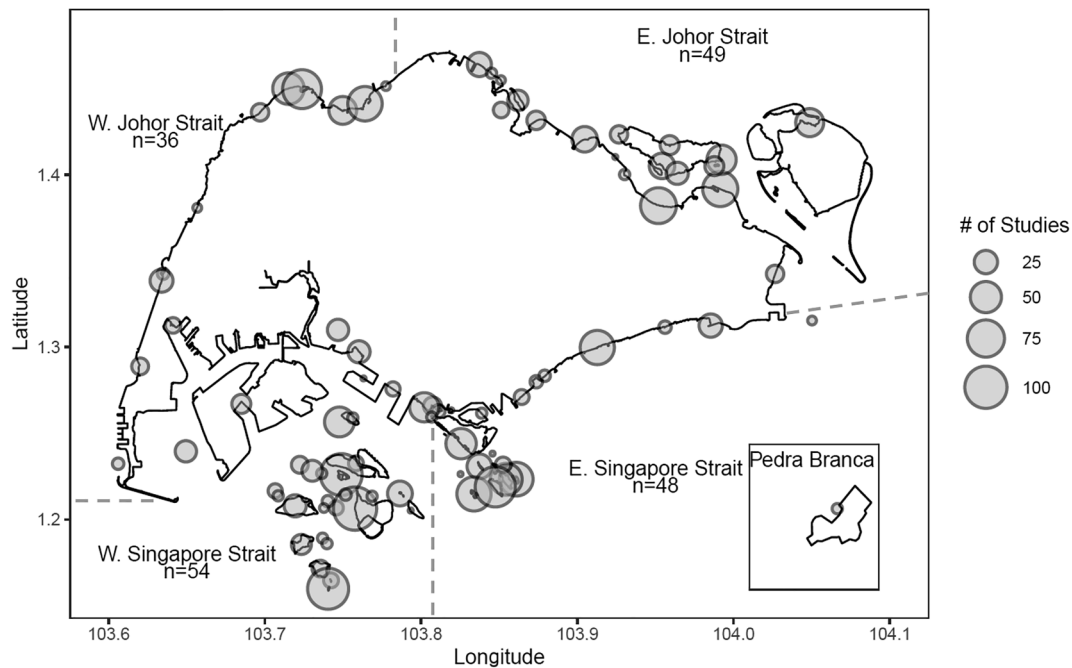 E. Johor Strait
n=49
W. Johor Strait
n=36
E. Singapore Strait
n=48
Pedra Branca
W. Singapore Strait
n=54
1.4
1.3
1.2
Latitude
103.6
103.7
103.8
103.9
104.0
104.1
Longitude
# of Studies
25
50
75
100